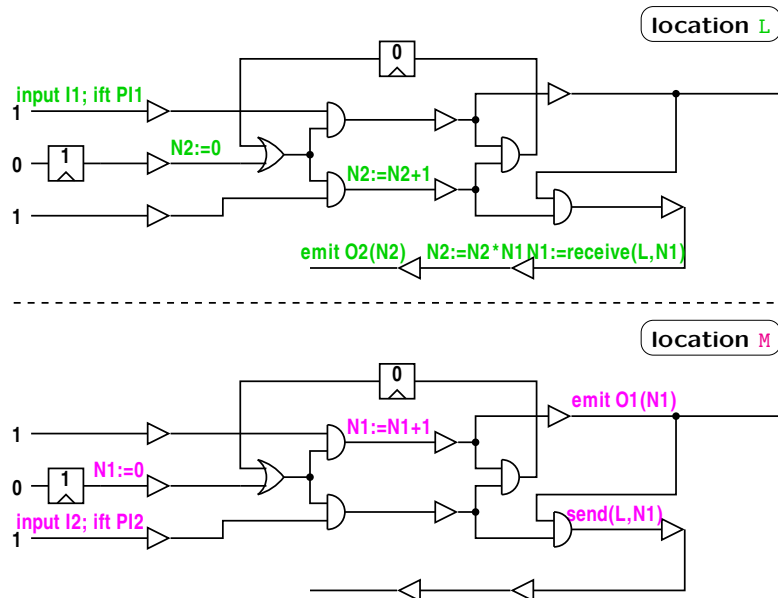 location L
0
input I1; ift PI1
1
0
1
N2:=0
1
N2:=N2+1
emit O2(N2)
N2:=N2*N1
N1:=receive(L,N1)
location M
0
emit O1(N1)
1
N1:=N1+1
0
1
N1:=0
input I2; ift PI2
1
send(L,N1)